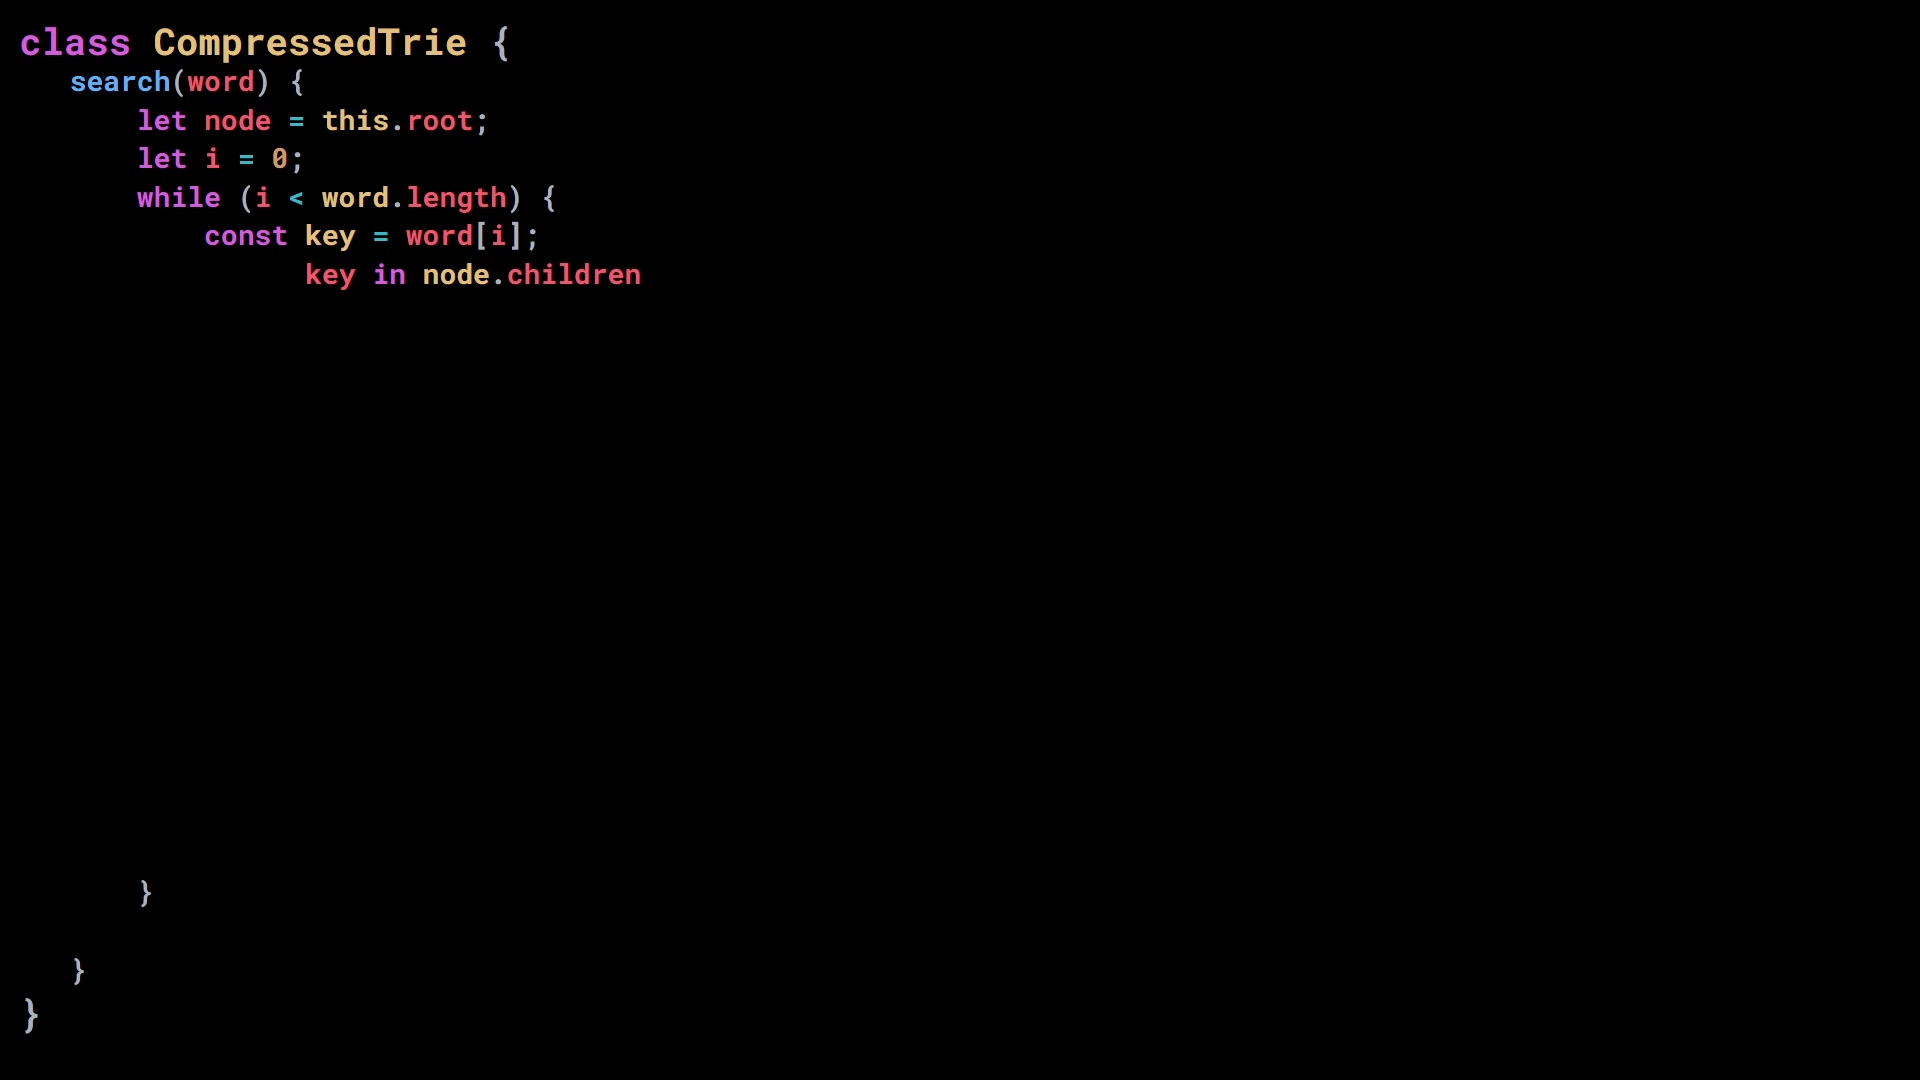 class CompressedTrie {
search(word) {
let node = this.root;
let i = 0;
while (i < word.length) {
const key = word[i];
key in node.children
}
}
}